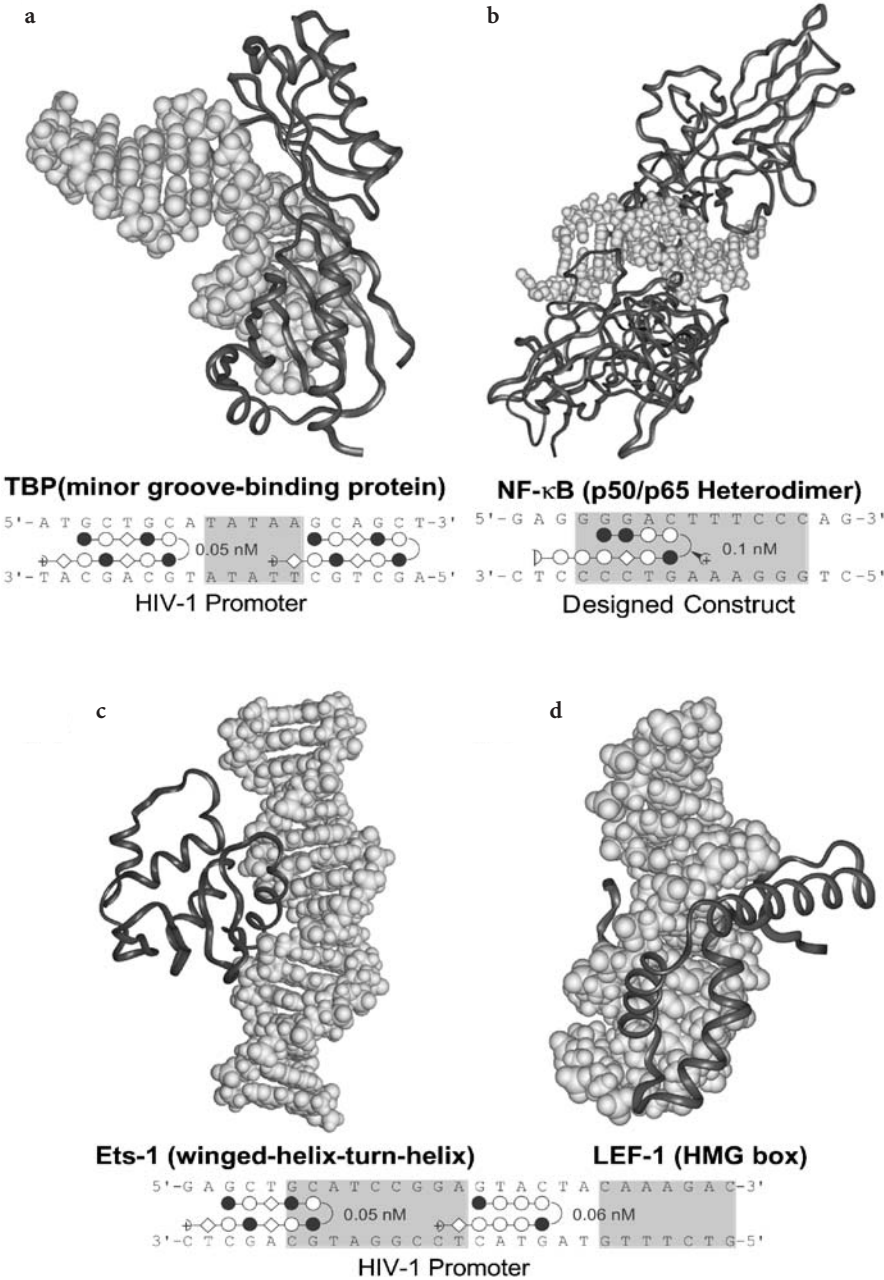 a
b
TBP(minor groove-binding protein)
5'-A T G C T G C A T A T A A G C A G C T-3'
0.05 nM
3'-T A C G A C G T A T A T T C G T C G A-5'
HIV-1 Promoter
NF-κB (p50/p65 Heterodimer)
5'-G A G G G G A C T T T C C C A G-3'
0.1 nM
3'-C T C C C C T G A A A G G G T C-5'
Designed Construct
c
d
Ets-1 (winged-helix-turn-helix)
LEF-1 (HMG box)
5'-G A G C T G C A T C C G G A G T A C T A C A A A G A C-3'
0.05 nM
0.06 nM
3'-C T C G A C G T A G G C C T C A T G A T G T T T C T G-5'
HIV-1 Promoter